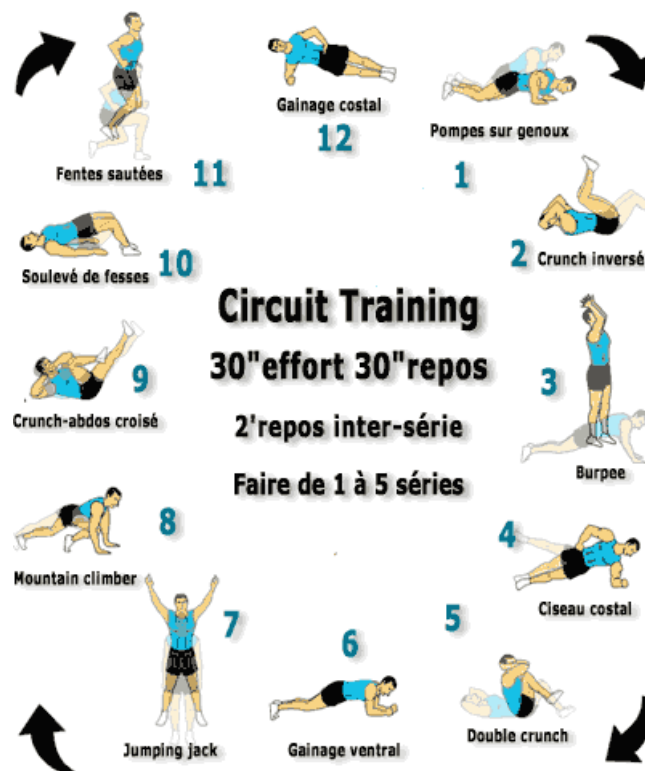 Circuit Training
30"effort 30"repos
2'repos inter-série
Faire de 1 à 5 séries
Pompes sur genoux
1
2
Crunch inversé
3
Burpee
4
Ciseau costal
5
Double crunch
6
Gainage ventral
7
Jumping jack
8
Mountain climber
9
Crunch-abdos croisé
10
Soulevé de fesses
11
Fentes sautées
Gainage costal
12